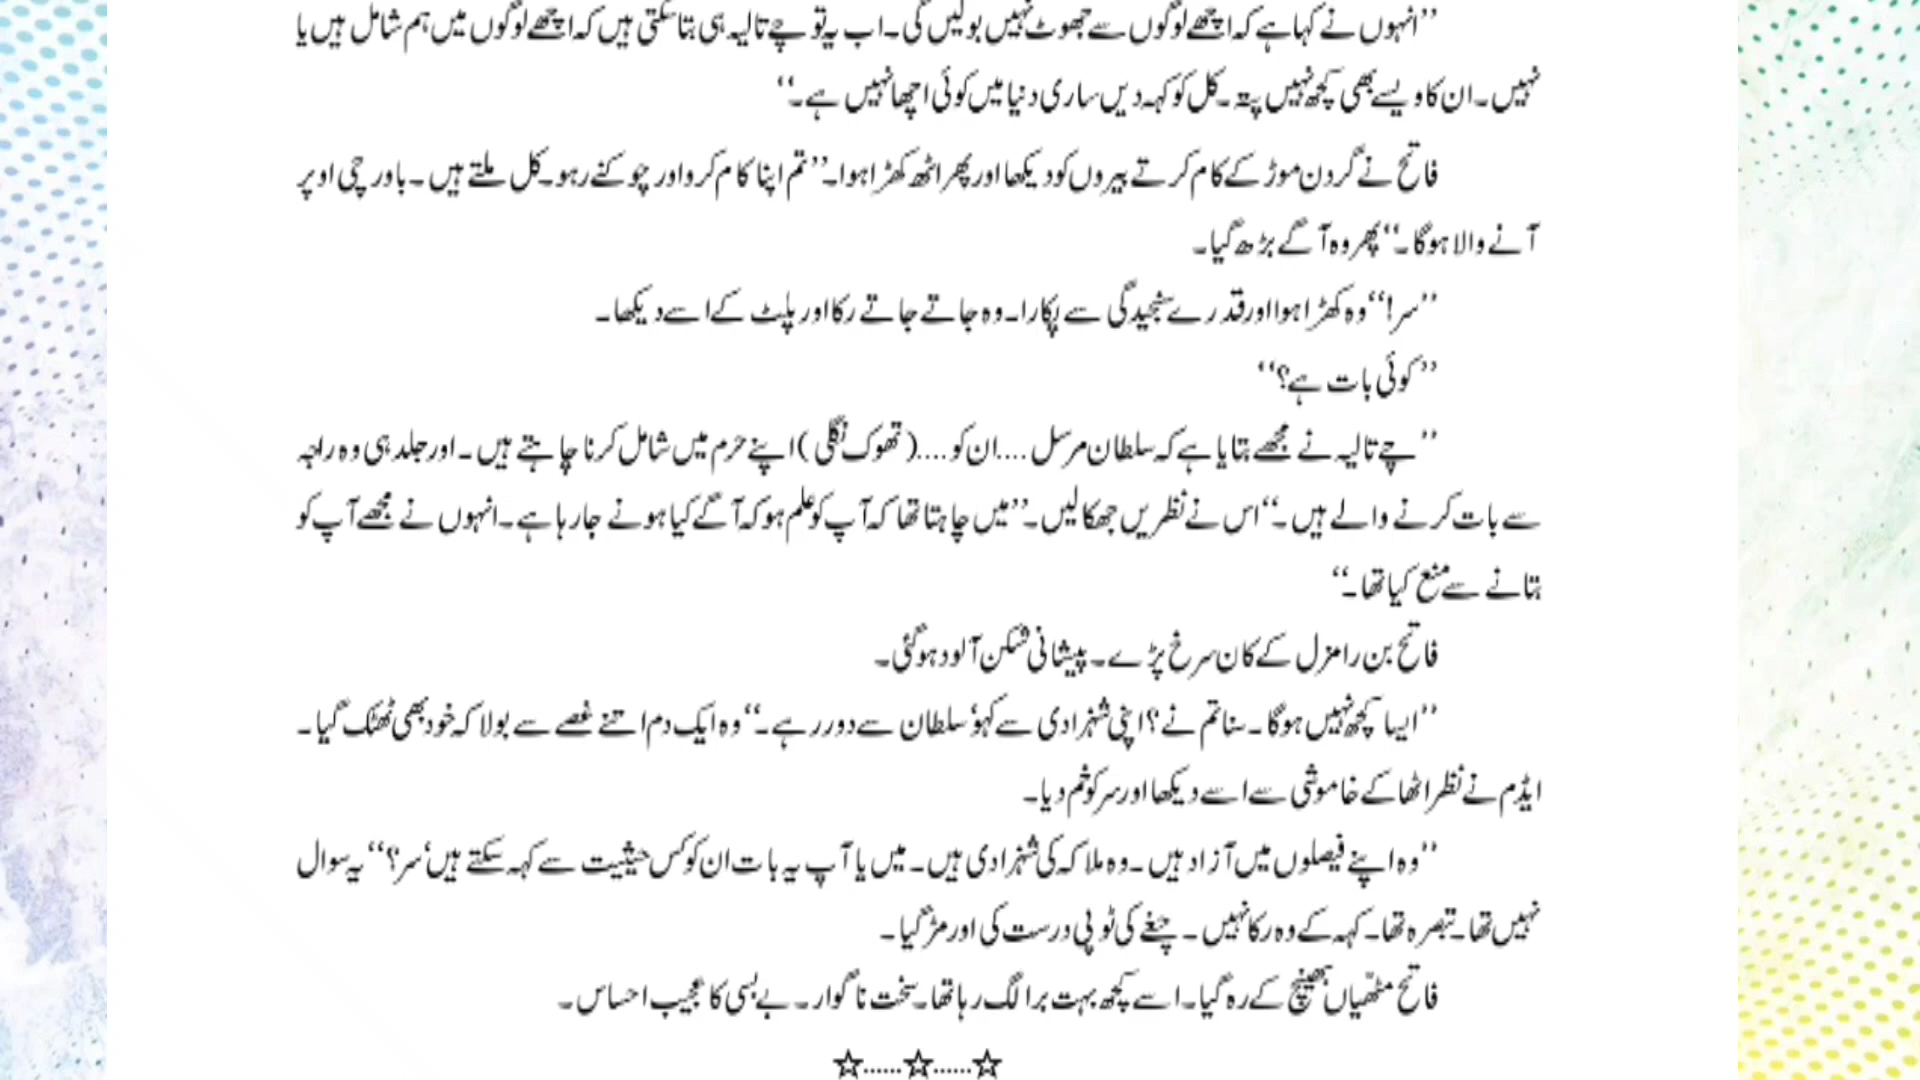 ’’انہوں نے کہا ہے کہ اچھے لوگوں سے جھوٹ نہیں بولیں گی۔ اب یہ تو چے تالیہ ہی بتا سکتی ہیں کہ اچھے لوگوں میں ہم شامل ہیں یا
نہیں۔ ان کا ویسے بھی کچھ نہیں پتہ۔ کل کو کہہ دیں ساری دنیا میں کوئی اچھا نہیں ہے۔‘‘
فاتح نے گردن موڑ کے کام کرتے بیروں کو دیکھا اور پھر اٹھ کھڑا ہوا۔ ’’تم اپنا کام کرو اور چوکنے رہو۔ کل ملتے ہیں۔ باورچی اوپر
آنے والا ہوگا۔‘‘ پھر وہ آگے بڑھ گیا۔
’’سر!‘‘ وہ کھڑا ہوا اور قدرے سنجیدگی سے پکارا۔ وہ جاتے جاتے رکا اور پلٹ کے اسے دیکھا۔
’’کوئی بات ہے؟‘‘
’’چے تالیہ نے مجھے بتایا ہے کہ سلطان مرسل....ان کو....(تھوک نگلی) اپنے حرم میں شامل کرنا چاہتے ہیں۔ اور جلد ہی وہ راجہ
سے بات کرنے والے ہیں۔‘‘ اس نے نظریں جھکا لیں۔ ’’میں چاہتا تھا کہ آپ کو علم ہو کہ آگے کیا ہونے جا رہا ہے۔ انہوں نے مجھے آپ کو
بتانے سے منع کیا تھا۔‘‘
فاتح بن رامزل کے کان سرخ پڑے۔ پیشانی شکن آلود ہوگئی۔
’’ایسا کچھ نہیں ہوگا۔ سنا تم نے؟ اپنی شہزادی سے کہو‘ سلطان سے دور رہے۔‘‘ وہ ایک دم اتنے غصے سے بولا کہ خود بھی ٹھٹک گیا۔
ایڈم نے نظر اٹھا کے خاموشی سے اسے دیکھا اور سر کو خم دیا۔
’’وہ اپنے فیصلوں میں آزاد ہیں۔ وہ ملاکہ کی شہزادی ہیں۔ میں یا آپ یہ بات ان کو کس حیثیت سے کہہ سکتے ہیں‘ سر؟‘‘ یہ سوال
نہیں تھا۔ تبصرہ تھا۔ کہہ کے وہ رکا نہیں۔ چغے کی ٹوپی درست کی اور مڑ گیا۔
فاتح مٹھیاں بھینچ کے رہ گیا۔ اسے کچھ بہت برا لگ رہا تھا۔ سخت ناگوار۔ بے بسی کا عجیب احساس۔
☆......☆......☆